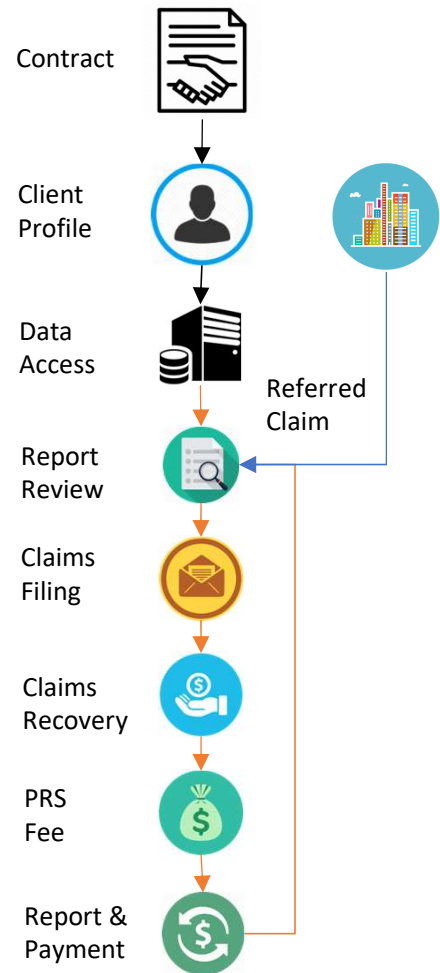 Contract
Client
Profile
Data
Access
Referred
Claim
Report
Review
Claims
Filing
Claims
Recovery
PRS
Fee
Report &
Payment